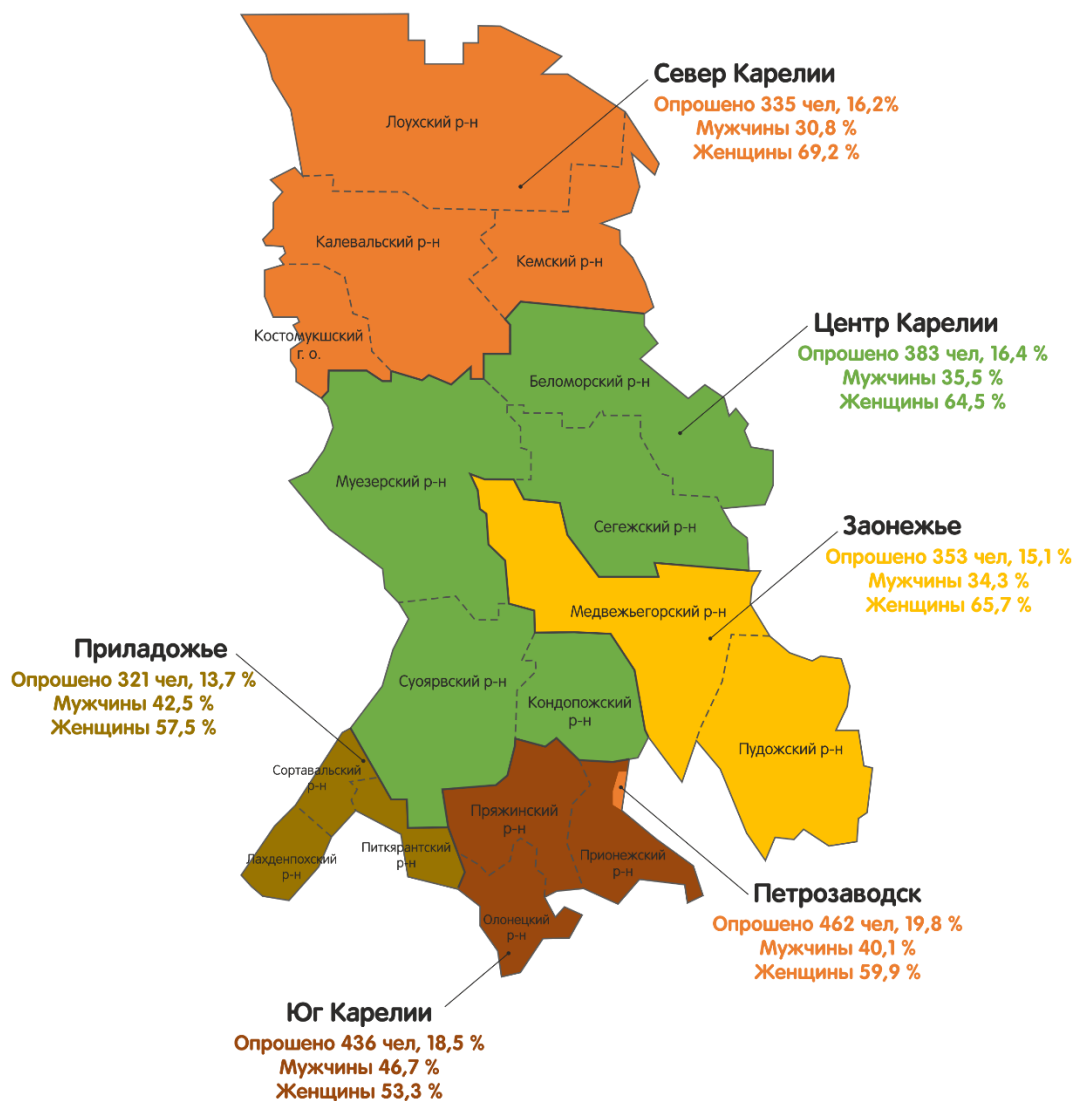 Север Карелии
Опрошено 335 чел, 16,2%
Мужчины 30,8 %
Женщины 69,2 %
Лоухский р-н
Калевальский р-н
Кемский р-н
Костомукшский
г. о.
Центр Карелии
Опрошено 383 чел, 16,4 %
Мужчины 35,5 %
Женщины 64,5 %
Беломорский р-н
Муезерский р-н
Сегежский р-н
Заонежье
Опрошено 353 чел, 15,1 %
Мужчины 34,3 %
Женщины 65,7 %
Медвежьегорский р-н
Приладожье
Опрошено 321 чел, 13,7 %
Мужчины 42,5 %
Женщины 57,5 %
Суоярвский р-н
Кондопожский
р-н
Пудожский р-н
Сортавальский
р-н
Пряжинский
р-н
Питкярантский
р-н
Лахденпохский
р-н
Прионежский
р-н
Петрозаводск
Опрошено 462 чел, 19,8 %
Мужчины 40,1 %
Женщины 59,9 %
Олонецкий
р-н
Юг Карелии
Опрошено 436 чел, 18,5 %
Мужчины 46,7 %
Женщины 53,3 %